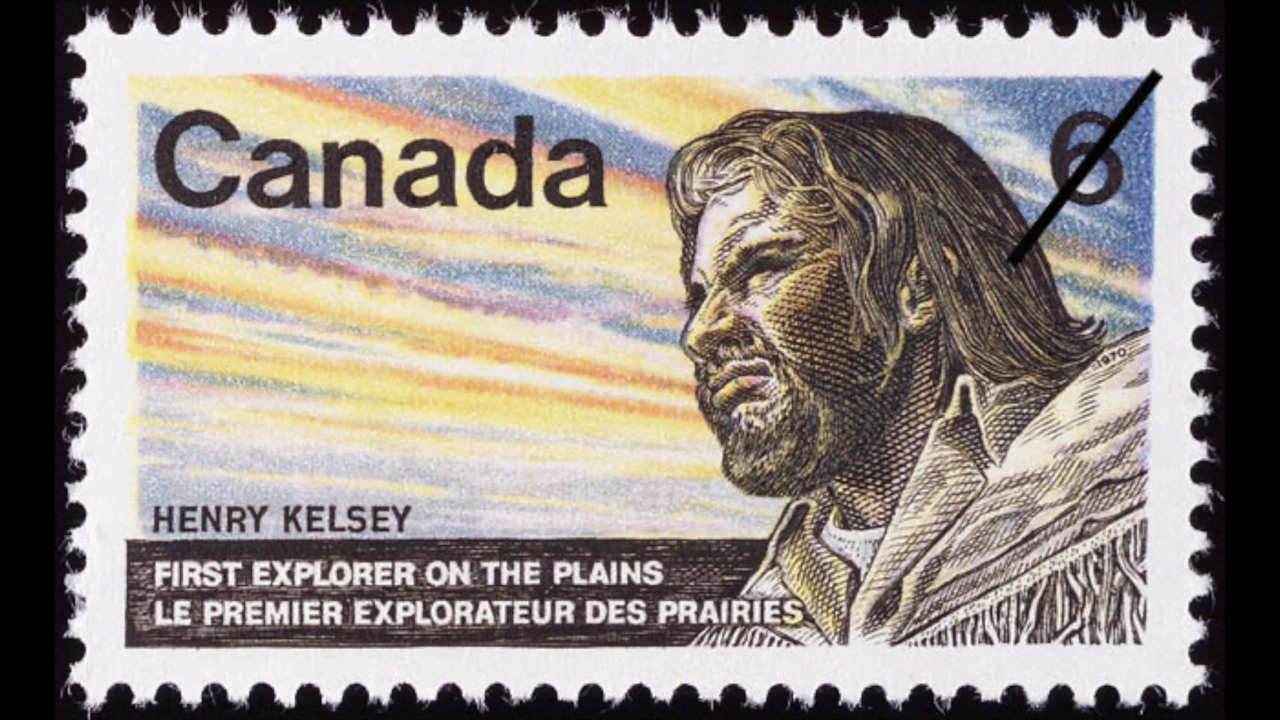 Canada 6
1970
HENRY KELSEY
FIRST EXPLORER ON THE PLAINS
LE PREMIER EXPLORATEUR DES PRAIRIES